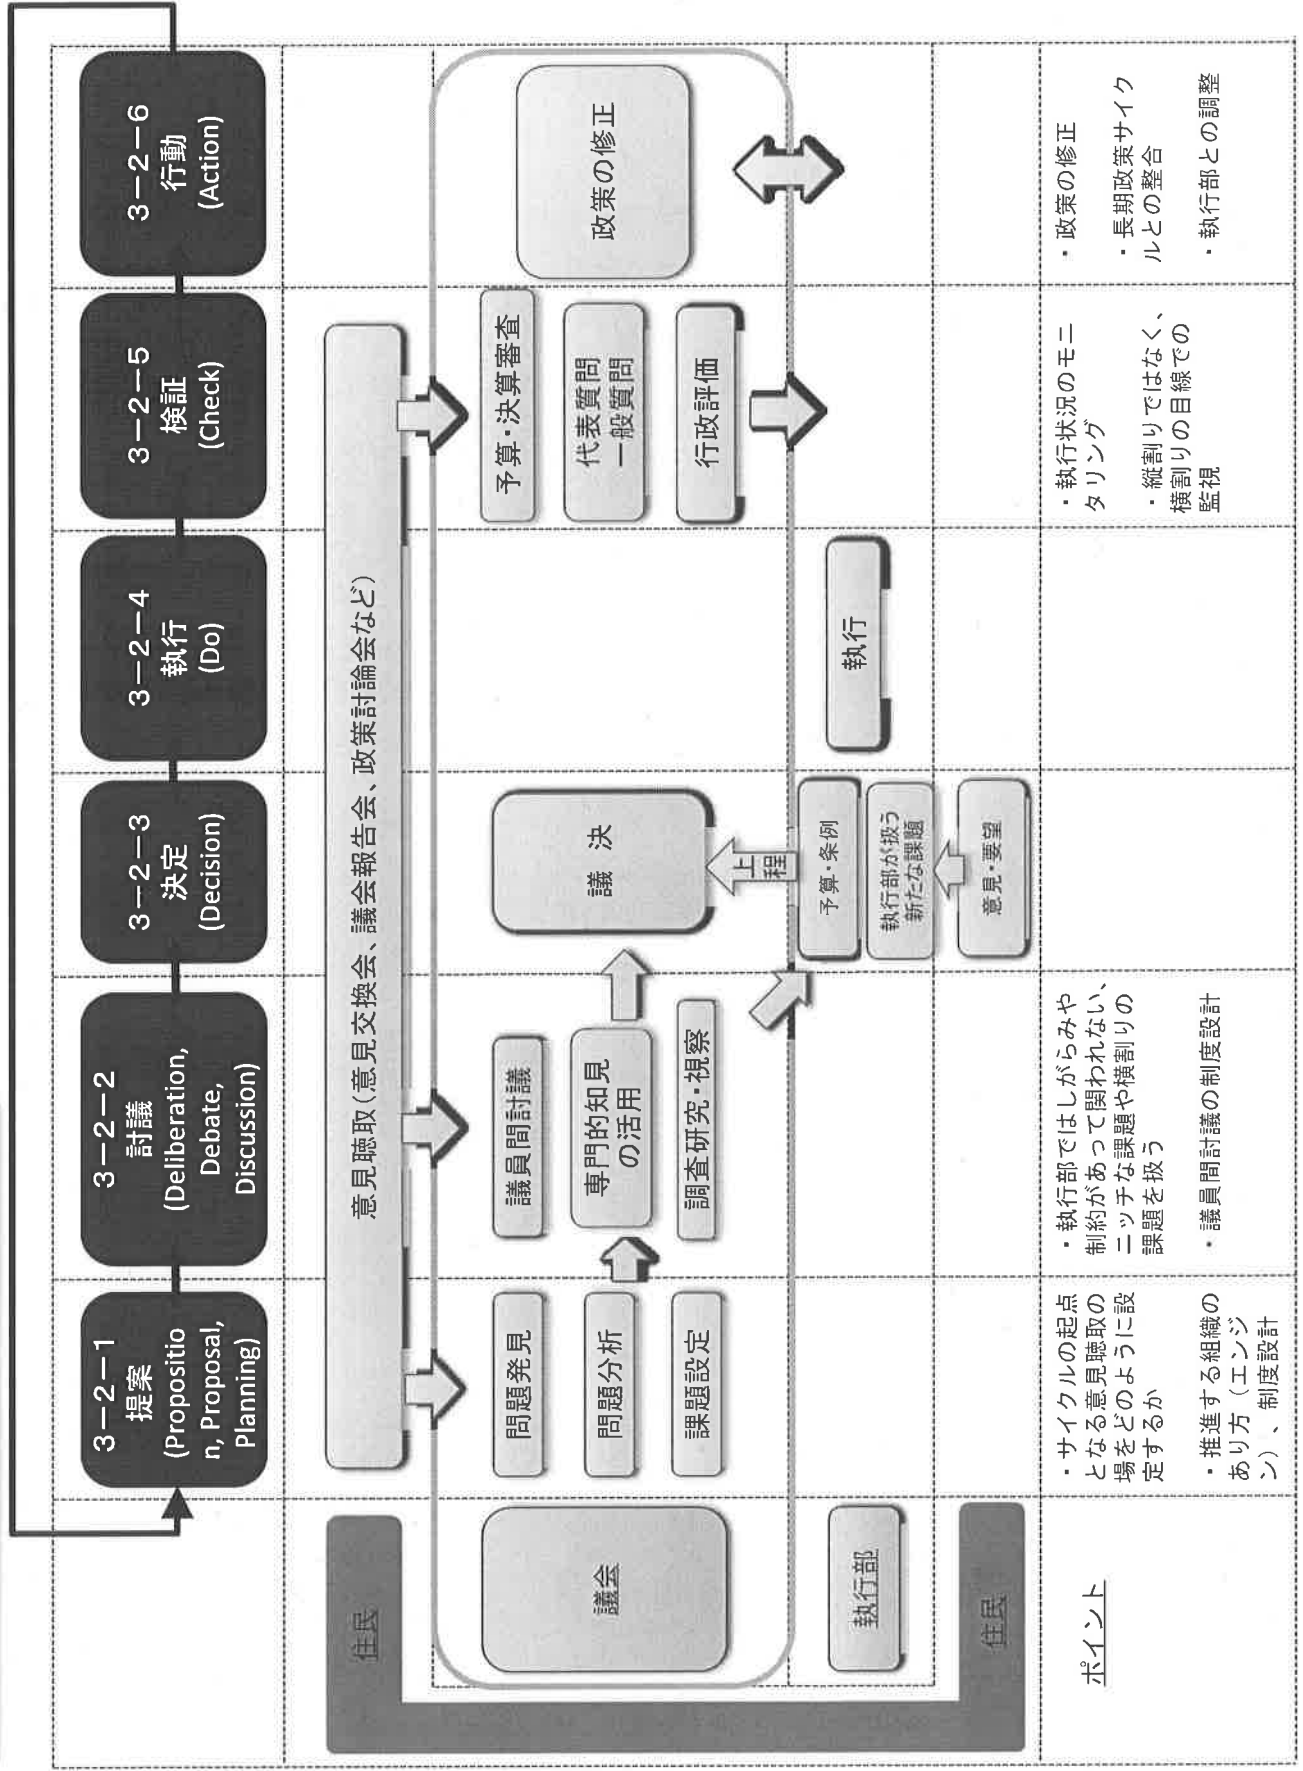 3－2－1
提案
(Propositio
n, Proposal,
Planning)
3－2－2
討議
(Deliberation,
Debate,
Discussion)
3－2－3
決定
(Decision)
3－2－4
執行
(Do)
3－2－5
検証
(Check)
3－2－6
行動
(Action)
住民
意見聴取（意見交換会、議会報告会、政策討論会など）
議会
問題発見
問題分析
課題設定
議員間討議
専門的知見
の活用
調査研究・視察
議 決
上程
予算・決算審査
代表質問
一般質問
行政評価
政策の修正
執行部
予算・条例
執行部が扱う
新たな課題
執行
住民
意見・要望
ポイント
・サイクルの起点
となる意見聴取の
場をどのように設
定するか
・推進する組織の
あり方（エンジ
ン）、制度設計
・執行部ではしがらみや
制約があって関われない、
ニッチな課題や横割りの
課題を扱う
・議員間討議の制度設計
・執行状況のモニ
タリング
・縦割りではなく、
横割りの目線での
監視
・政策の修正
・長期政策サイク
ルとの整合
・執行部との調整